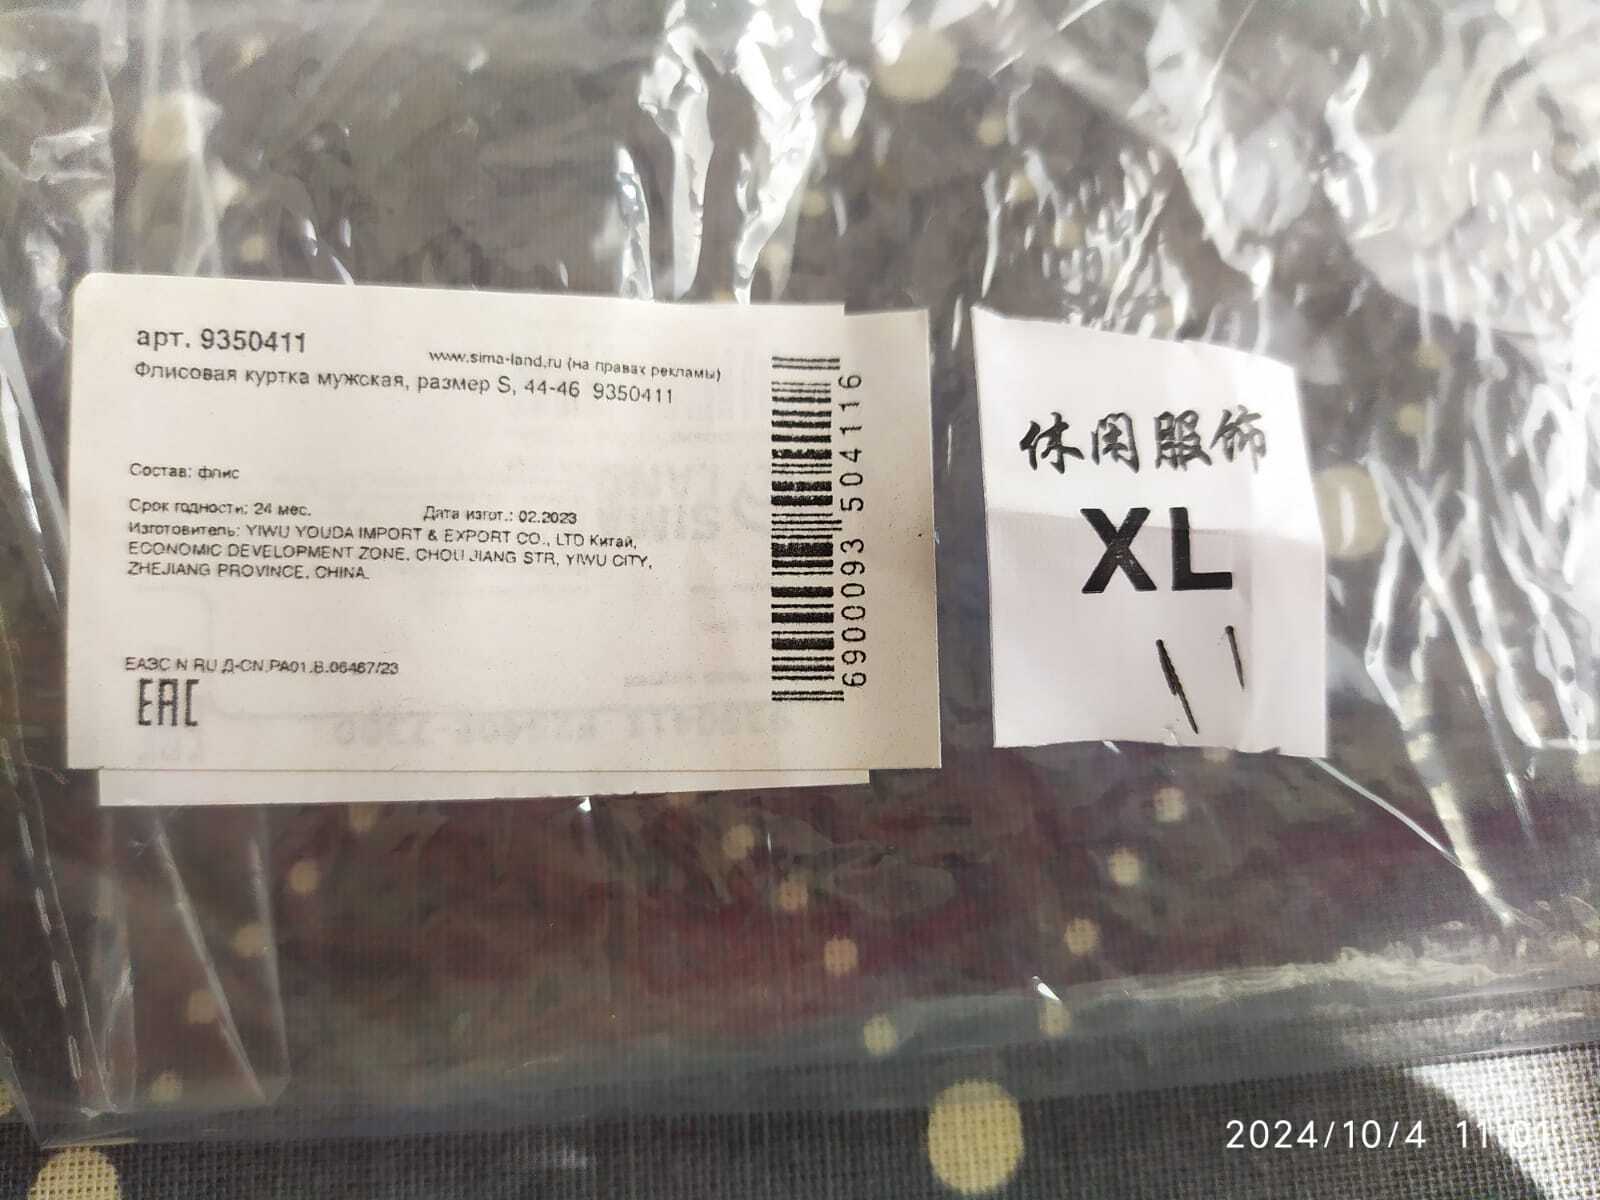 арт. 9350411
www.sima-land.ru (на правах рекламы)
Флисовая куртка мужская, размер S, 44-46 9350411
Состав: флис
Срок годности: 24 мес. Дата изгот.: 02.2023
Изготовитель: YIWU YOUDA IMPORT & EXPORT CO., LTD Китай,
ECONOMIC DEVELOPMENT ZONE, CHOUJIANG STR, YIWU CITY,
ZHEJIANG PROVINCE, CHINA.
ЕАЭС N RU Д-CN.РА01.В.06467/23
EAC
6900093504116
休闲服饰
XL
2024/10/4 11:01